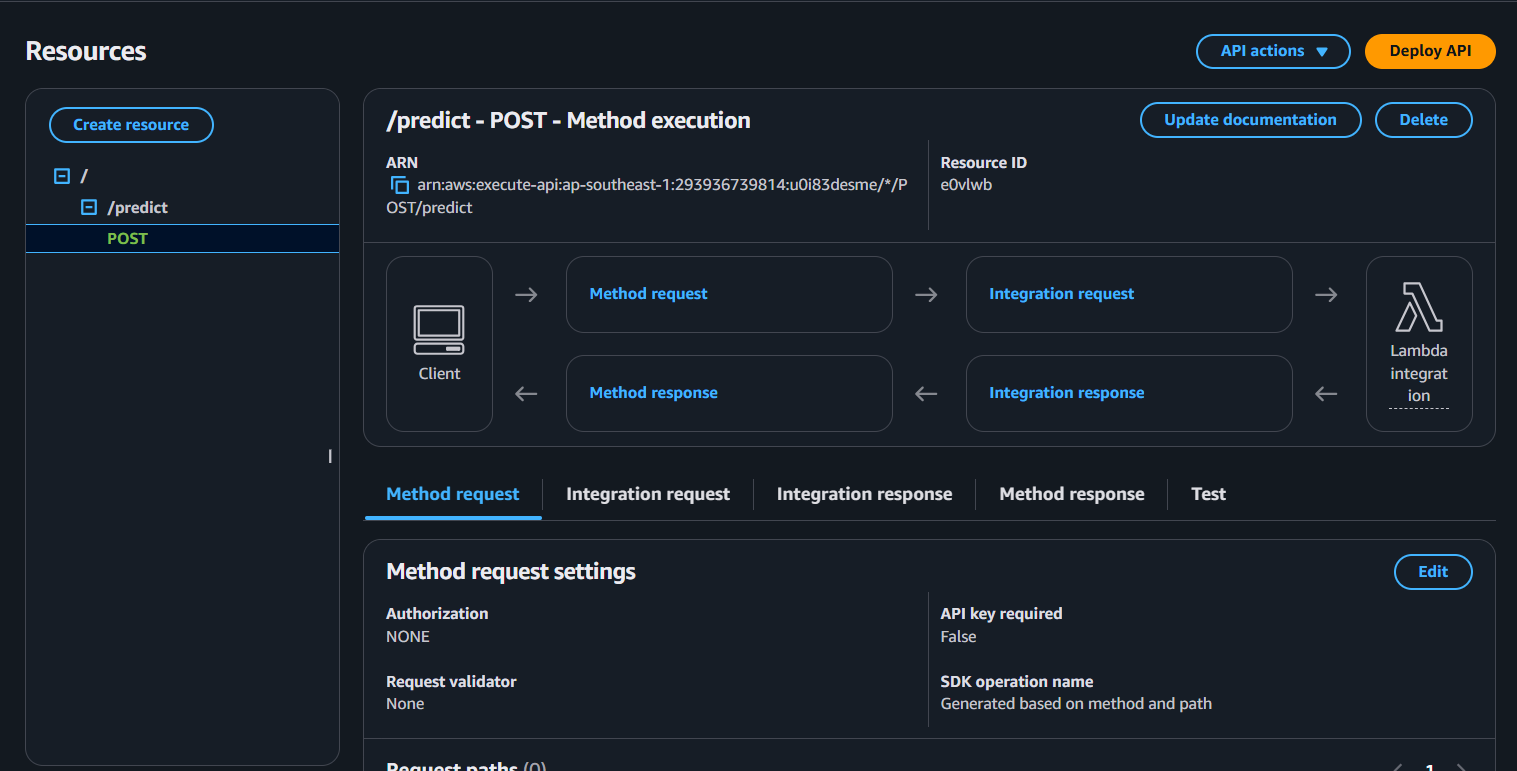 Resources
API actions
Deploy API
Create resource
/
/predict
POST
/predict - POST - Method execution
Update documentation
Delete
ARN
arn:aws:execute-api:ap-southeast-1:293936739814:u0i83desme/*/P
OST/predict
Resource ID
e0vlwb
Client
Method request
Integration request
Lambda
integrat
ion
Method response
Integration response
Method request
Integration request
Integration response
Method response
Test
Method request settings
Edit
Authorization
NONE
API key required
False
Request validator
None
SDK operation name
Generated based on method and path
Request paths (0)
1